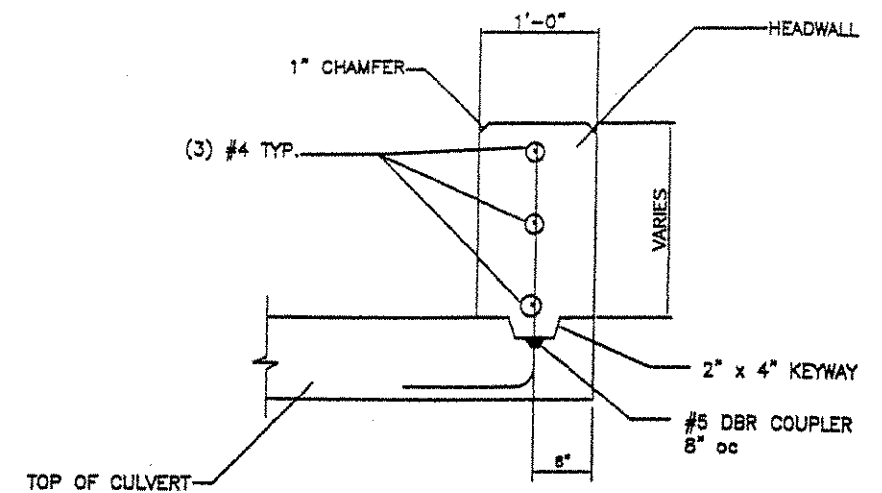 1'-0"
HEADWALL
1" CHAMFER
(3) #4 TYP.
VARIES
2" x 4" KEYWAY
#5 DBR COUPLER
8" oc
TOP OF CULVERT